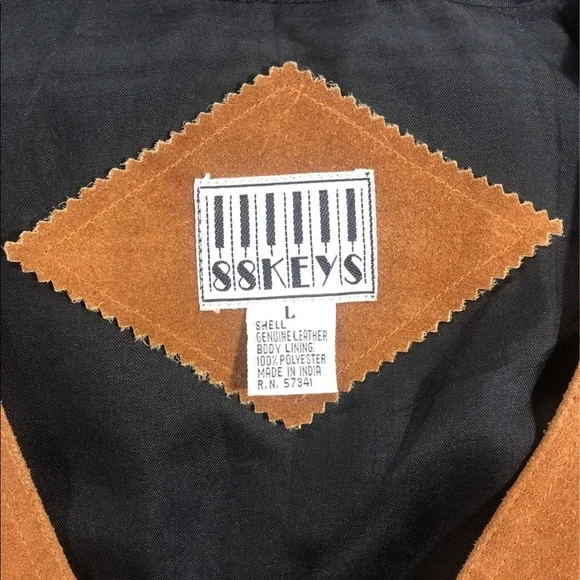 88KEYS
L
SHELL
GENUINE LEATHER
BODY LINING.
100% POLYESTER
MADE IN INDIA
R.N. 57341